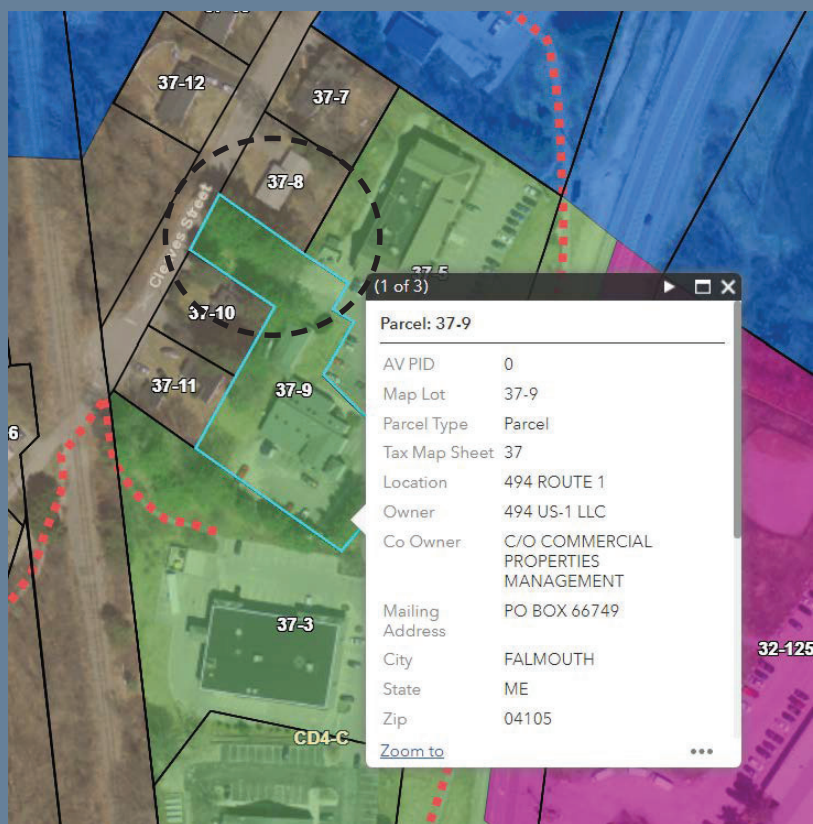 37-12
37-7
37-8
Cleaves Street
37-5
37-10
37-11
37-9
6
37-3
CD4-C
32-125
(1 of 3)
Parcel: 37-9
AV PID 0
Map Lot 37-9
Parcel Type Parcel
Tax Map Sheet 37
Location 494 ROUTE 1
Owner 494 US-1 LLC
Co Owner C/O COMMERCIAL
PROPERTIES
MANAGEMENT
Mailing PO BOX 66749
Address
City FALMOUTH
State ME
Zip 04105
Zoom to